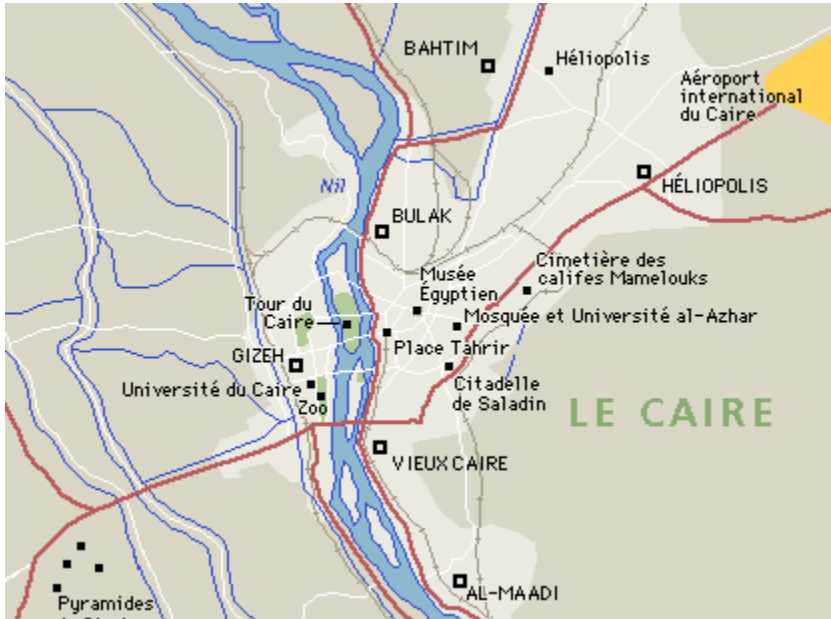 BAHTIM
Héliopolis
Aéroport
international
du Caire
Nil
HÉLIOPOLIS
BULAK
Cimetière des
califes Mamelouks
Musée
Égyptien
Tour du
Caire
Mosquée et Université al-Azhar
Place Tahrir
GIZEH
Université du Caire
Zoo
Citadelle
de Saladin
LE CAIRE
VIEUX CAIRE
AL-MAADI
Pyramides